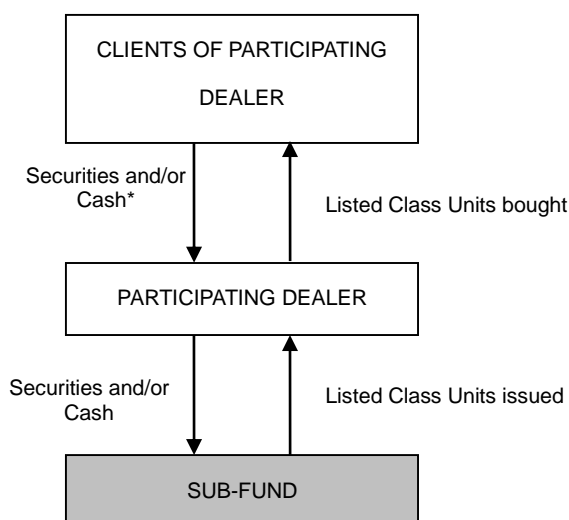 CLIENTS OF PARTICIPATING
DEALER
Securities and/or
Cash*
Listed Class Units bought
PARTICIPATING DEALER
Securities and/or
Cash
Listed Class Units issued
SUB-FUND